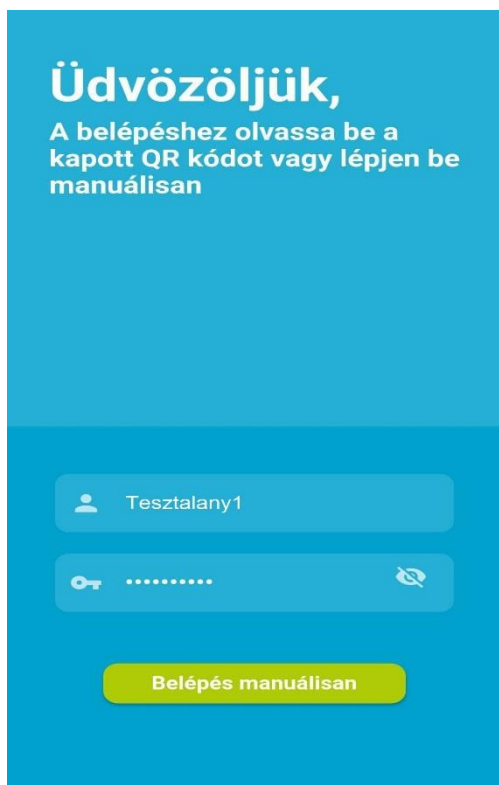 Üdvözöljük,
A belépéshez olvassa be a
kapott QR kódot vagy lépjen be
manuálisan
Tesztalany1
••••••••••
Belépés manuálisan